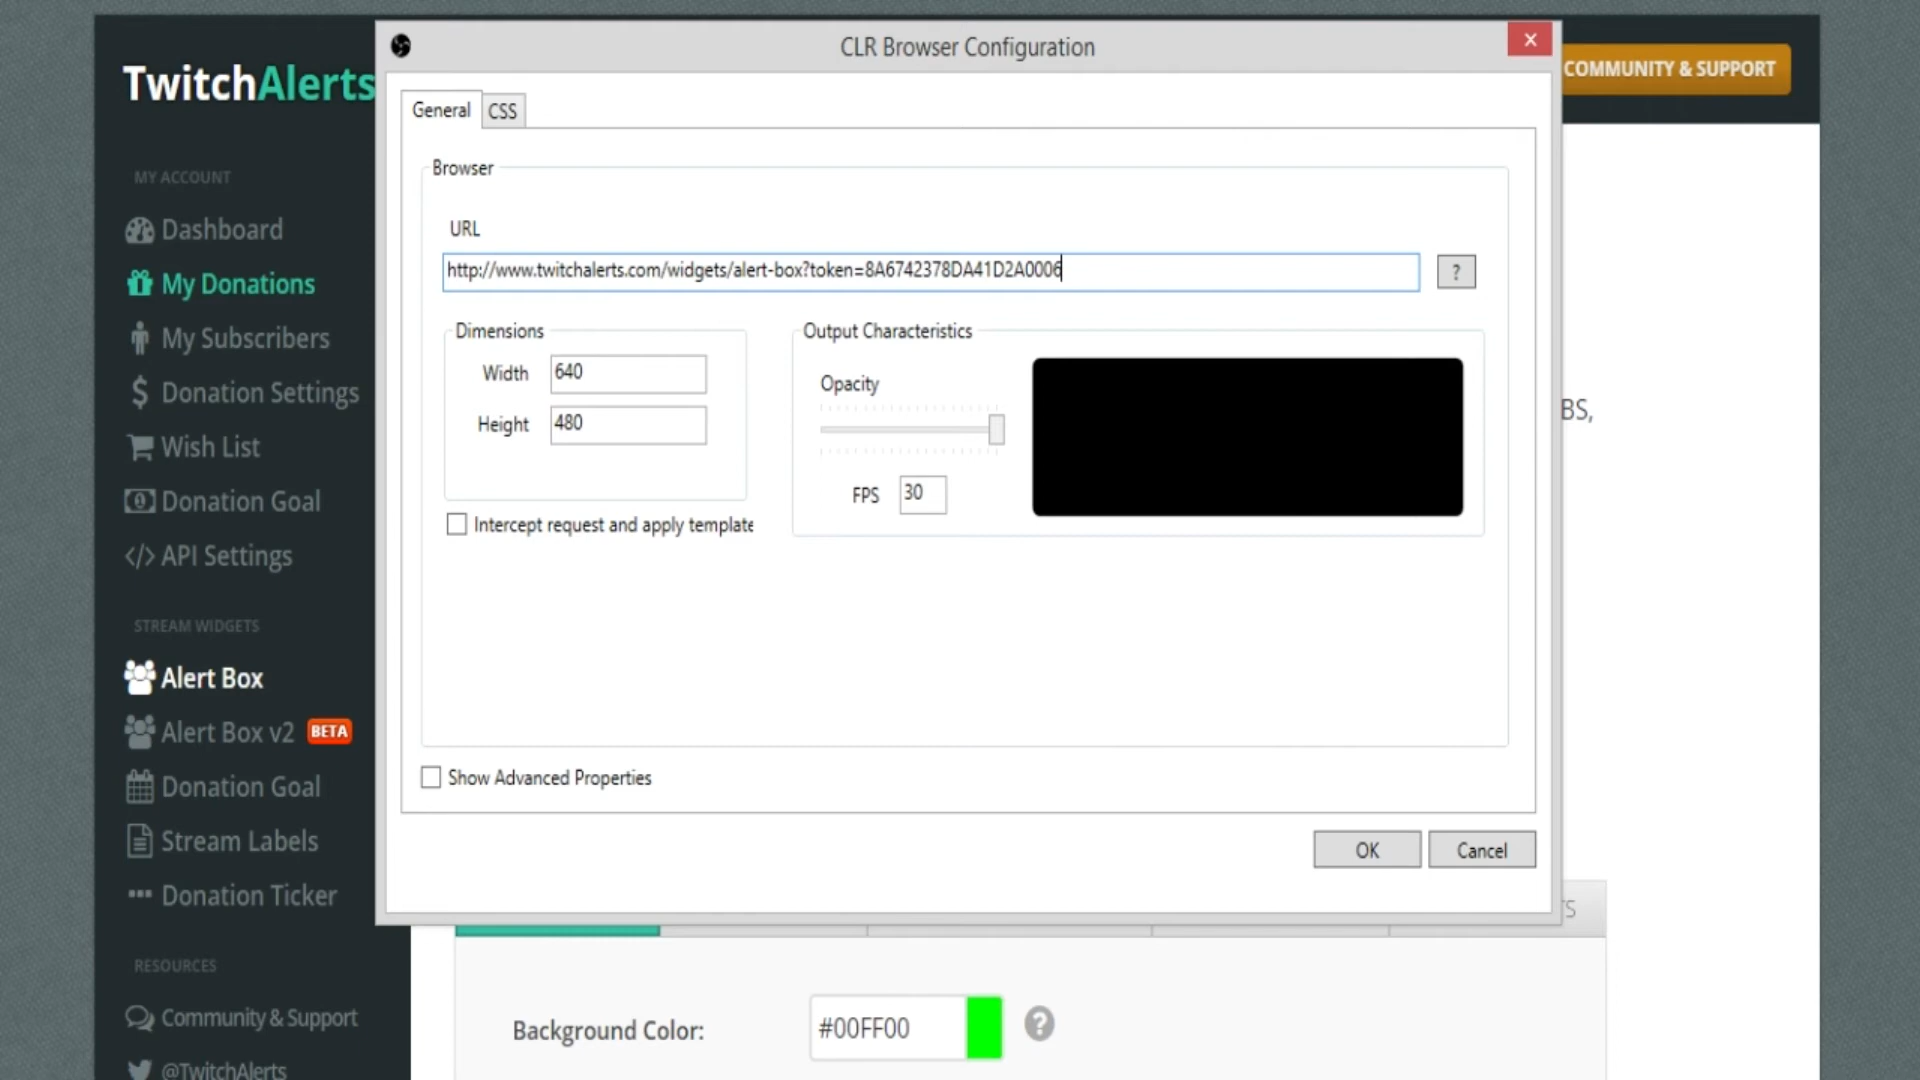 CLR Browser Configuration
x
TwitchAlerts
COMMUNITY & SUPPORT
General
CSS
MY ACCOUNT
Dashboard
My Donations
My Subscribers
Donation Settings
Wish List
Donation Goal
API Settings
STREAM WIDGETS
Alert Box
Alert Box v2 BETA
Donation Goal
Stream Labels
Donation Ticker
RESOURCES
Community & Support
@TwitchAlerts
Browser
URL
http://www.twitchalerts.com/widgets/alert-box?token=8A6742378DA41D2A0006
?
Dimensions
Width 640
Height 480
Intercept request and apply template
Output Characteristics
Opacity
FPS 30
BS,
Show Advanced Properties
OK
Cancel
TS
Background Color: #00FF00 ?